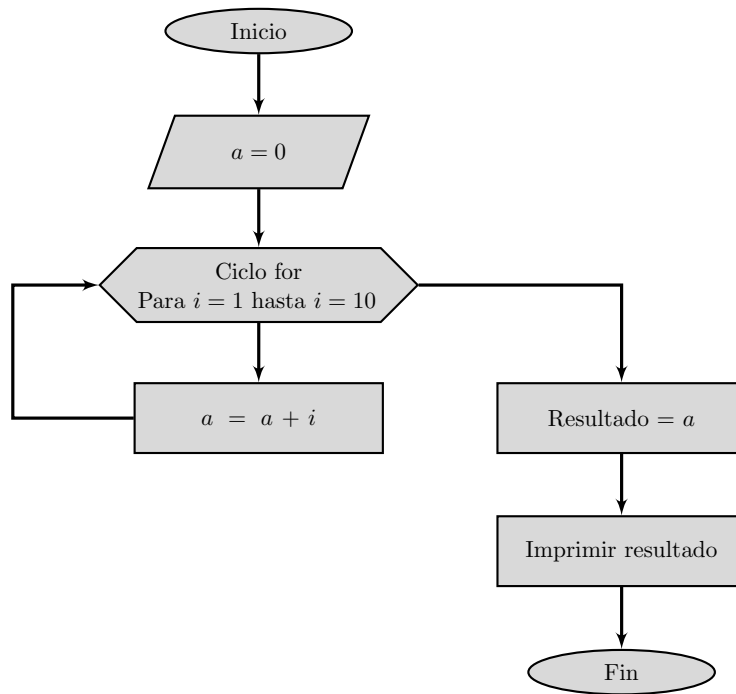 Inicio
a = 0
Ciclo for
Para i = 1 hasta i = 10
a = a + i
Resultado = a
Imprimir resultado
Fin